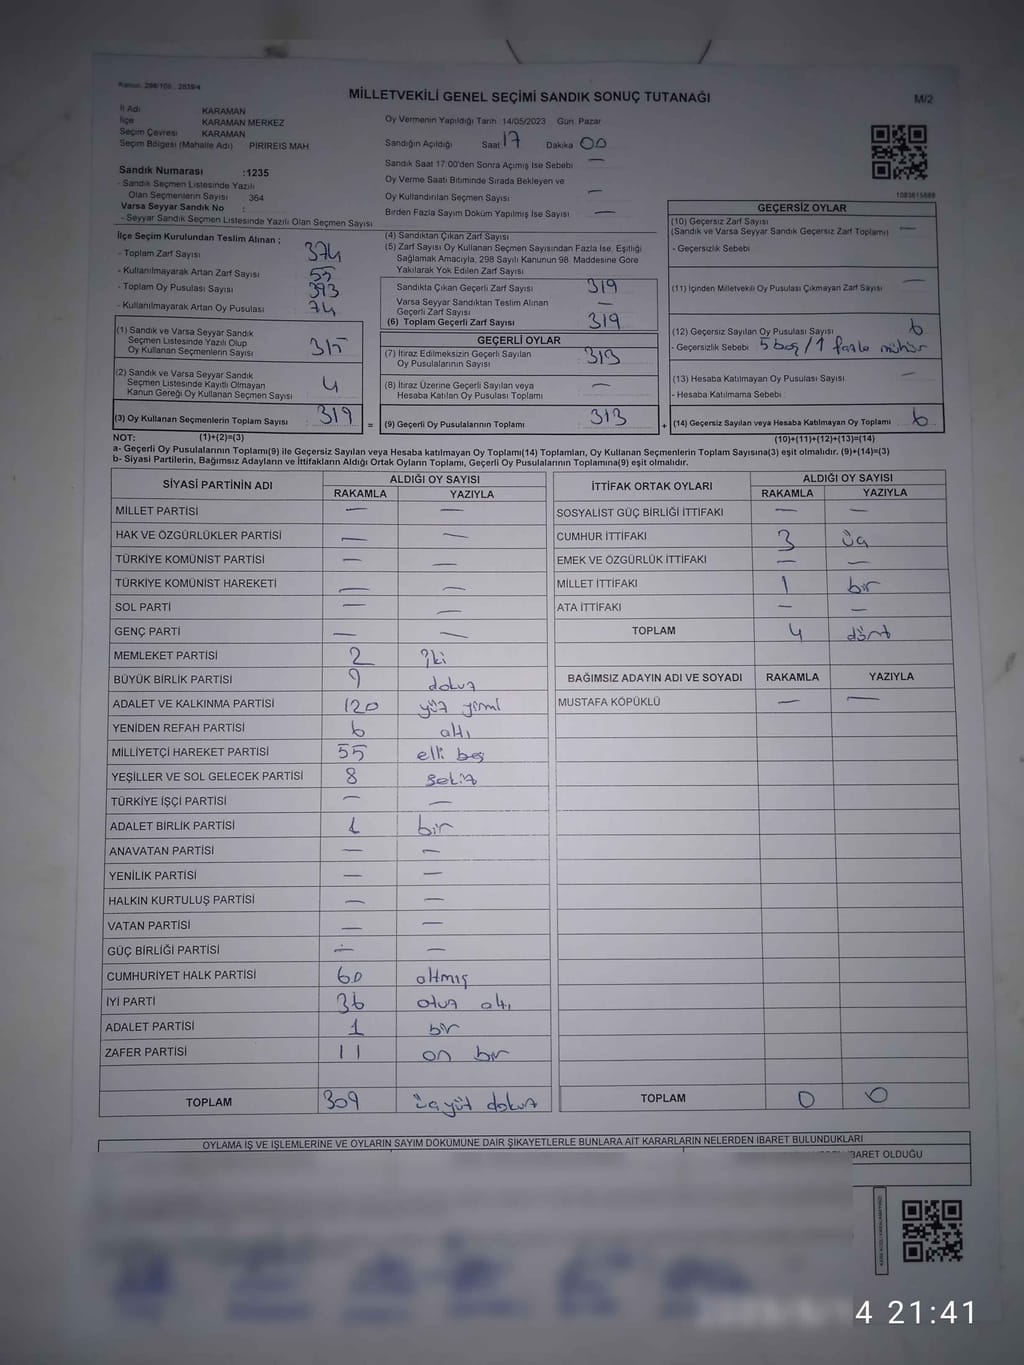 Kanun: 298/105 , 2839/4
MİLLETVEKİLİ GENEL SEÇİMİ SANDIK SONUÇ TUTANAĞI
M/2
İl Adı KARAMAN
İlçe KARAMAN MERKEZ
Seçim Çevresi KARAMAN
Seçim Bölgesi (Mahalle Adı) PİRİREİS MAH
Sandık Numarası :1235
- Sandık Seçmen Listesinde Yazılı
Olan Seçmenlerin Sayısı 364
Varsa Seyyar Sandık No :
- Seyyar Sandık Seçmen Listesinde Yazılı Olan Seçmen Sayısı
Oy Vermenin Yapıldığı Tarih :14/05/2023 Gün: Pazar
Sandığın Açıldığı Saat 17 Dakika 00
Sandık Saat 17:00'den Sonra Açılmış İse Sebebi —
Oy Verme Saati Bitiminde Sırada Bekleyen ve
Oy Kullandırılan Seçmen Sayısı —
Birden Fazla Sayım Döküm Yapılmış İse Sayısı —
1083615888
İlçe Seçim Kurulundan Teslim Alınan ;
- Toplam Zarf Sayısı 374
- Kullanılmayarak Artan Zarf Sayısı 55
- Toplam Oy Pusulası Sayısı 393
- Kullanılmayarak Artan Oy Pusulası 74
(1) Sandık ve Varsa Seyyar Sandık
Seçmen Listesinde Yazılı Olup
Oy Kullanan Seçmenlerin Sayısı 315
(2) Sandık ve Varsa Seyyar Sandık
Seçmen Listesinde Kayıtlı Olmayan
Kanun Gereği Oy Kullanan Seçmen Sayısı 4
(3) Oy Kullanan Seçmenlerin Toplam Sayısı 319
(4) Sandıktan Çıkan Zarf Sayısı
(5) Zarf Sayısı Oy Kullanan Seçmen Sayısından Fazla İse, Eşitliği
Sağlamak Amacıyla, 298 Sayılı Kanunun 98. Maddesine Göre
Yakılarak Yok Edilen Zarf Sayısı
Sandıkta Çıkan Geçerli Zarf Sayısı 319
Varsa Seyyar Sandıktan Teslim Alınan
Geçerli Zarf Sayısı —
(6) Toplam Geçerli Zarf Sayısı 319
GEÇERLİ OYLAR
(7) İtiraz Edilmeksizin Geçerli Sayılan
Oy Pusulalarının Sayısı 313
(8) İtiraz Üzerine Geçerli Sayılan veya
Hesaba Katılan Oy Pusulası Toplamı —
= (9) Geçerli Oy Pusulalarının Toplamı 313
GEÇERSİZ OYLAR
(10) Geçersiz Zarf Sayısı
(Sandık ve Varsa Seyyar Sandık Geçersiz Zarf Toplamı) —
- Geçersizlik Sebebi
(11) İçinden Milletvekili Oy Pusulası Çıkmayan Zarf Sayısı —
(12) Geçersiz Sayılan Oy Pusulası Sayısı 6
- Geçersizlik Sebebi 5 boş / 1 fazla mühür
(13) Hesaba Katılmayan Oy Pusulası Sayısı —
- Hesaba Katılmama Sebebi
+ (14) Geçersiz Sayılan veya Hesaba Katılmayan Oy Toplamı 6
NOT: (1)+(2)=(3) (10)+(11)+(12)+(13)=(14)
a- Geçerli Oy Pusulalarının Toplamı(9) ile Geçersiz Sayılan veya Hesaba katılmayan Oy Toplamı(14) Toplamları, Oy Kullanan Seçmenlerin Toplam Sayısına(3) eşit olmalıdır. (9)+(14)=(3)
b- Siyasi Partilerin, Bağımsız Adayların ve İttifakların Aldığı Ortak Oyların Toplamı, Geçerli Oy Pusulalarının Toplamına(9) eşit olmalıdır.
SİYASİ PARTİNİN ADI ALDIĞI OY SAYISI
RAKAMLA YAZIYLA
MİLLET PARTİSİ — —
HAK VE ÖZGÜRLÜKLER PARTİSİ — —
TÜRKİYE KOMÜNİST PARTİSİ — —
TÜRKİYE KOMÜNİST HAREKETİ — —
SOL PARTİ — —
GENÇ PARTİ — —
MEMLEKET PARTİSİ 2 iki
BÜYÜK BİRLİK PARTİSİ 9 dokuz
ADALET VE KALKINMA PARTİSİ 120 yüz yirmi
YENİDEN REFAH PARTİSİ 6 altı
MİLLİYETÇİ HAREKET PARTİSİ 55 elli beş
YEŞİLLER VE SOL GELECEK PARTİSİ 8 sekiz
TÜRKİYE İŞÇİ PARTİSİ — —
ADALET BİRLİK PARTİSİ 1 bir
ANAVATAN PARTİSİ — —
YENİLİK PARTİSİ — —
HALKIN KURTULUŞ PARTİSİ — —
VATAN PARTİSİ — —
GÜÇ BİRLİĞİ PARTİSİ — —
CUMHURİYET HALK PARTİSİ 60 altmış
İYİ PARTİ 36 otuz altı
ADALET PARTİSİ 1 bir
ZAFER PARTİSİ 11 on bir
TOPLAM 309 üçyüz dokuz
İTTİFAK ORTAK OYLARI ALDIĞI OY SAYISI
RAKAMLA YAZIYLA
SOSYALİST GÜÇ BİRLİĞİ İTTİFAKI — —
CUMHUR İTTİFAKI 3 üç
EMEK VE ÖZGÜRLÜK İTTİFAKI — —
MİLLET İTTİFAKI 1 bir
ATA İTTİFAKI — —
TOPLAM 4 dört
BAĞIMSIZ ADAYIN ADI VE SOYADI RAKAMLA YAZIYLA
MUSTAFA KÖPÜKLÜ — —
TOPLAM 0 0
OYLAMA İŞ VE İŞLEMLERİNE VE OYLARIN SAYIM DÖKÜMÜNE DAİR ŞİKAYETLERLE BUNLARA AİT KARARLARIN NELERDEN İBARET BULUNDUKLARI
İBARET OLDUĞU
4 21:41